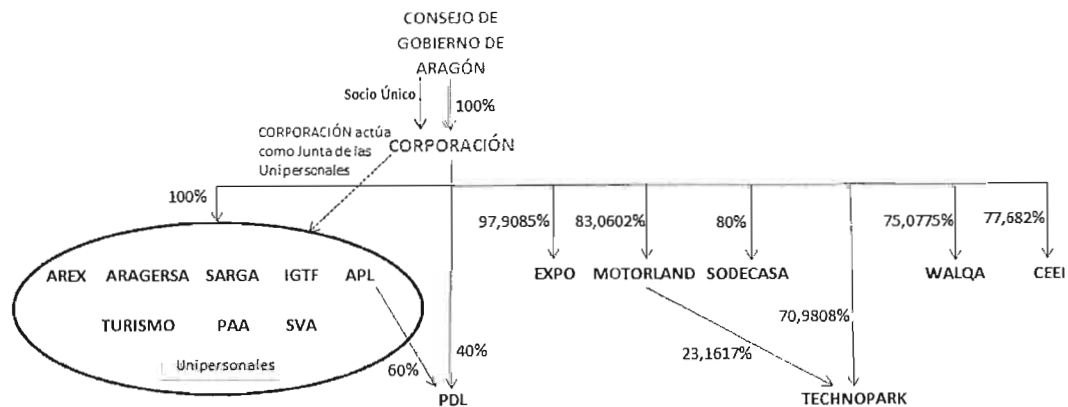 CONSEJO DE
GOBIERNO DE
ARAGÓN
Socio Único
100%
CORPORACIÓN actúa
como Junta de las
Unipersonales
CORPORACIÓN
100%
97,9085%
83,0602%
80%
75,0775%
77,682%
AREX ARAGERSA SARGA IGTF APL
EXPO MOTORLAND SODECASA WALQA CEEI
TURISMO PAA SVA
70,9808%
Unipersonales
60%
40%
23,1617%
PDL
TECHNOPARK